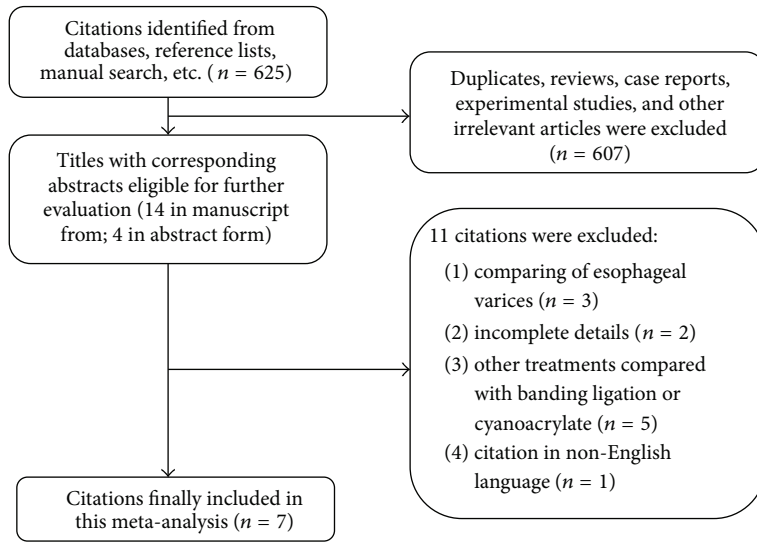 Citations identified from
databases, reference lists,
manual search, etc. (n = 625)
Duplicates, reviews, case reports,
experimental studies, and other
irrelevant articles were excluded
(n = 607)
Titles with corresponding
abstracts eligible for further
evaluation (14 in manuscript
from; 4 in abstract form)
11 citations were excluded:
(1) comparing of esophageal
varices (n = 3)
(2) incomplete details (n = 2)
(3) other treatments compared
with banding ligation or
cyanoacrylate (n = 5)
(4) citation in non-English
language (n = 1)
Citations finally included in
this meta-analysis (n = 7)